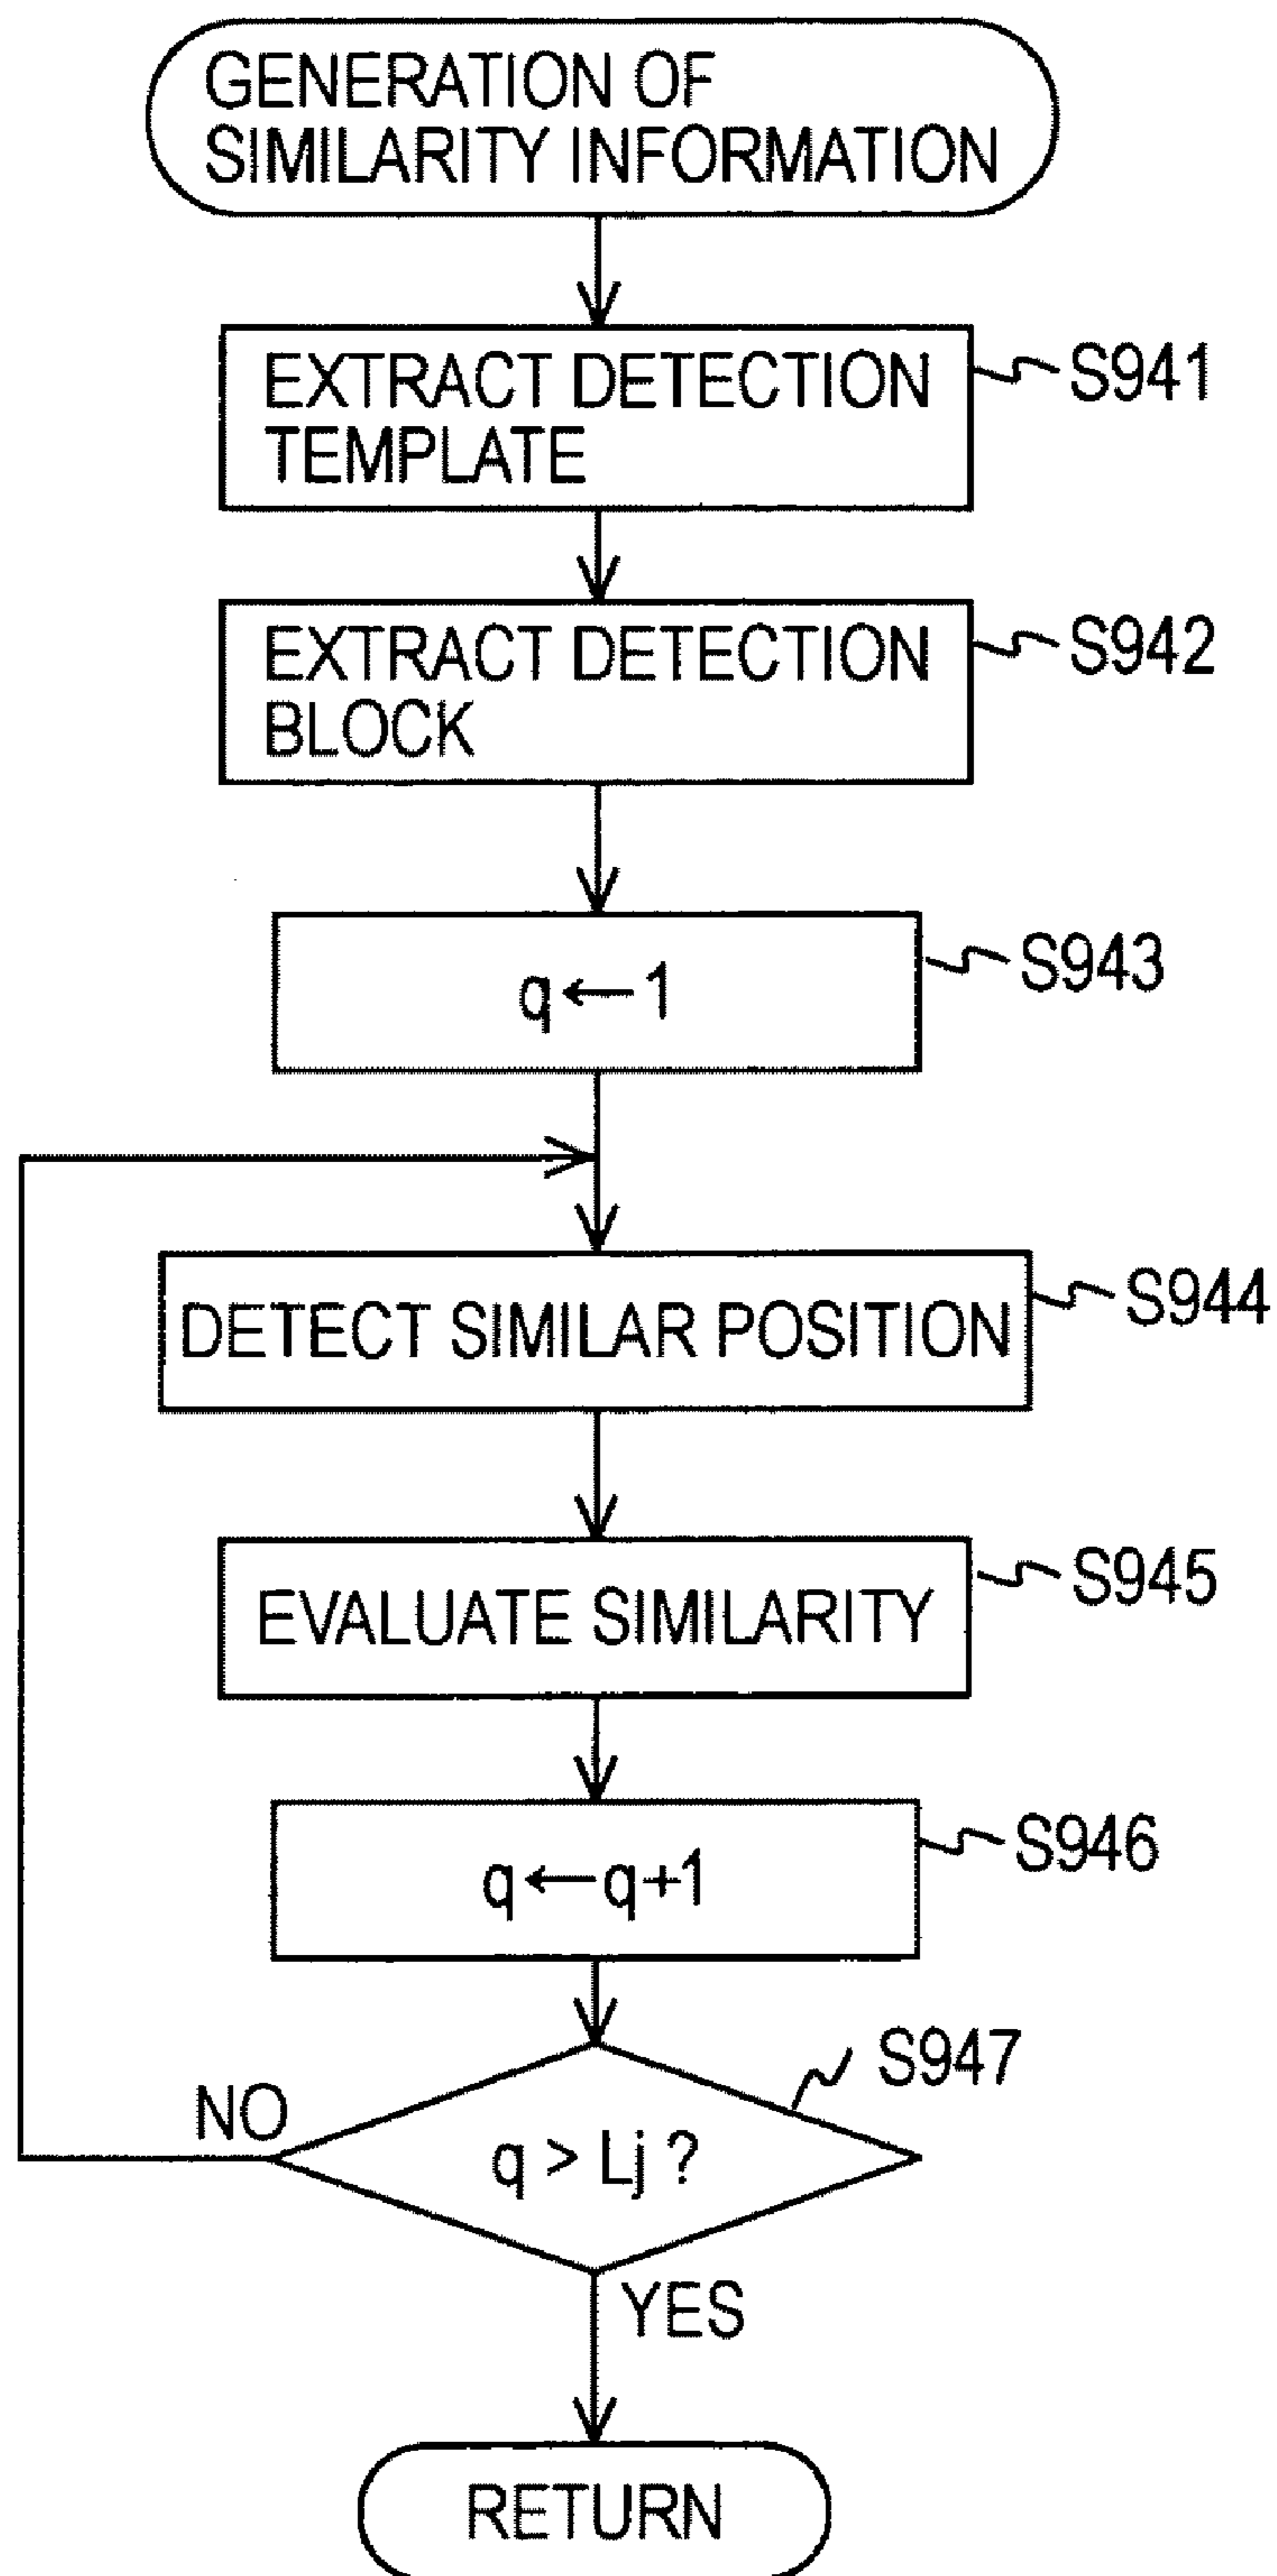 GENERATION OF
SIMILARITY INFORMATION
EXTRACT DETECTION
TEMPLATE
S941
EXTRACT DETECTION
BLOCK
S942
q←1
S943
DETECT SIMILAR POSITION
S944
EVALUATE SIMILARITY
S945
q←q+1
S946
S947
NO
q > Lj ?
YES
RETURN